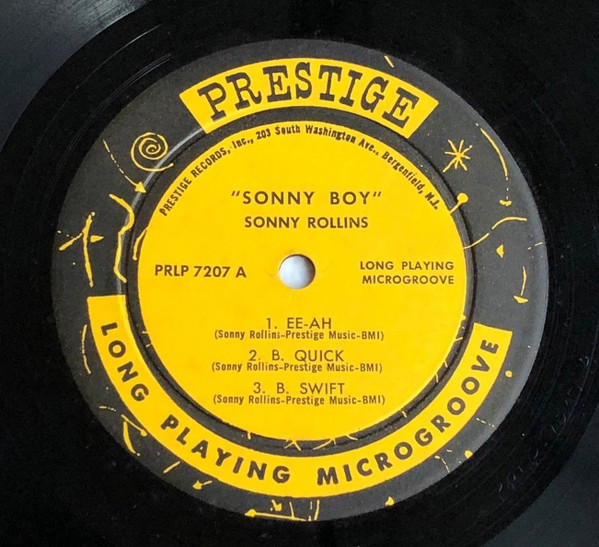 PRESTIGE
PRESTIGE RECORDS, Inc., 203 South Washington Ave., Bergenfield, N.J.
"SONNY BOY"
SONNY ROLLINS
PRLP 7207 A
LONG PLAYING
MICROGROOVE
1. EE-AH
(Sonny Rollins-Prestige Music-BMI)
2. B. QUICK
(Sonny Rollins-Prestige Music-BMI)
3. B. SWIFT
(Sonny Rollins-Prestige Music-BMI)
LONG PLAYING MICROGROOVE